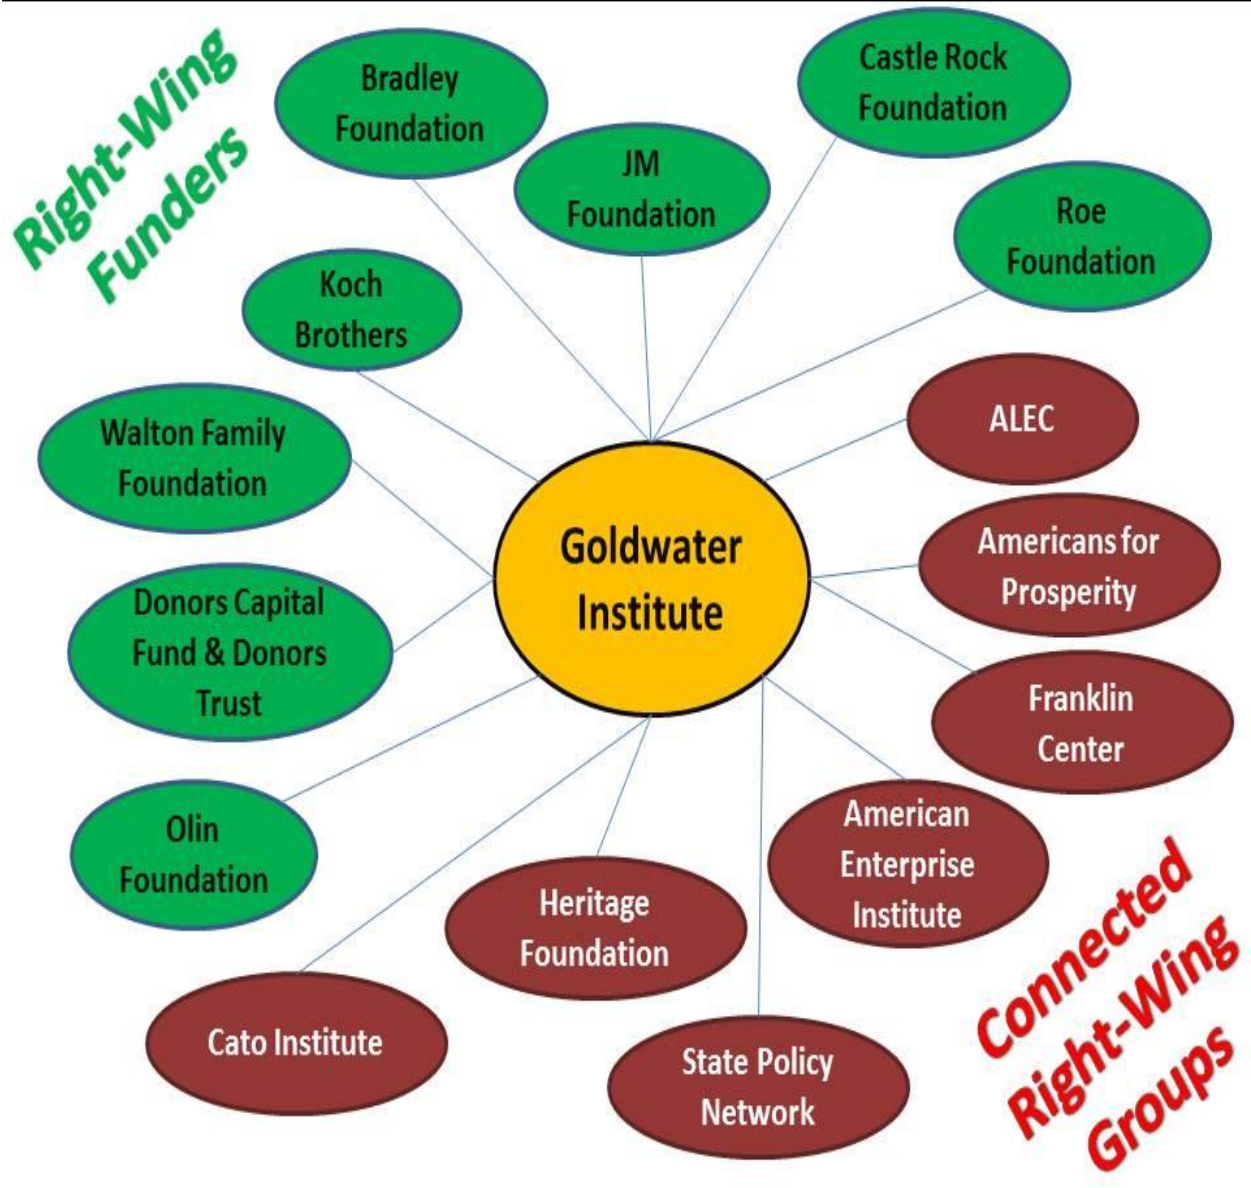 Right-Wing
Funders
Bradley
Foundation
JM
Foundation
Castle Rock
Foundation
Roe
Foundation
Koch
Brothers
Walton Family
Foundation
Donors Capital
Fund & Donors
Trust
Olin
Foundation
Goldwater
Institute
ALEC
Americans for
Prosperity
Franklin
Center
American
Enterprise
Institute
Heritage
Foundation
State Policy
Network
Cato Institute
Connected
Right-Wing
Groups